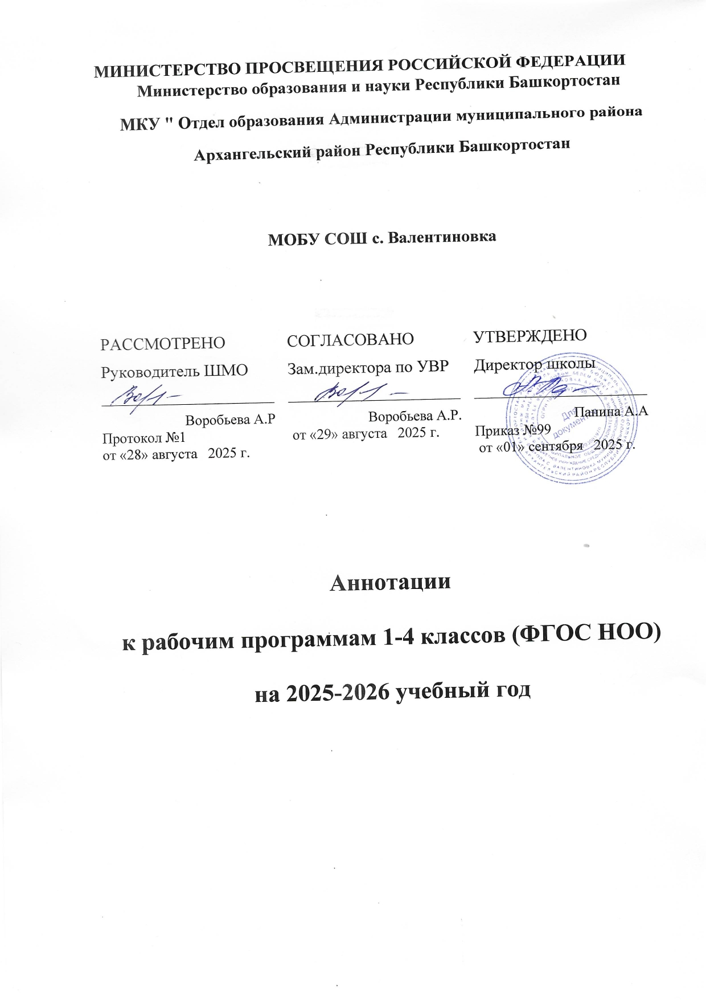 МИНИСТЕРСТВО ПРОСВЕЩЕНИЯ РОССИЙСКОЙ ФЕДЕРАЦИИ
Министерство образования и науки Республики Башкортостан
МКУ " Отдел образования Администрации муниципального района
Архангельский район Республики Башкортостан
МОБУ СОШ с. Валентиновка
РАССМОТРЕНО
Руководитель ШМО
Воробьева А.Р
Протокол №1
от «28» августа 2025 г.
СОГЛАСОВАНО
Зам.директора по УВР
Воробьева А.Р.
от «29» августа 2025 г.
УТВЕРЖДЕНО
Директор школы
Панина А.А
Приказ №99
от «01» сентября 2025 г.
Для
документов
Аннотации
к рабочим программам 1-4 классов (ФГОС НОО)
на 2025-2026 учебный год